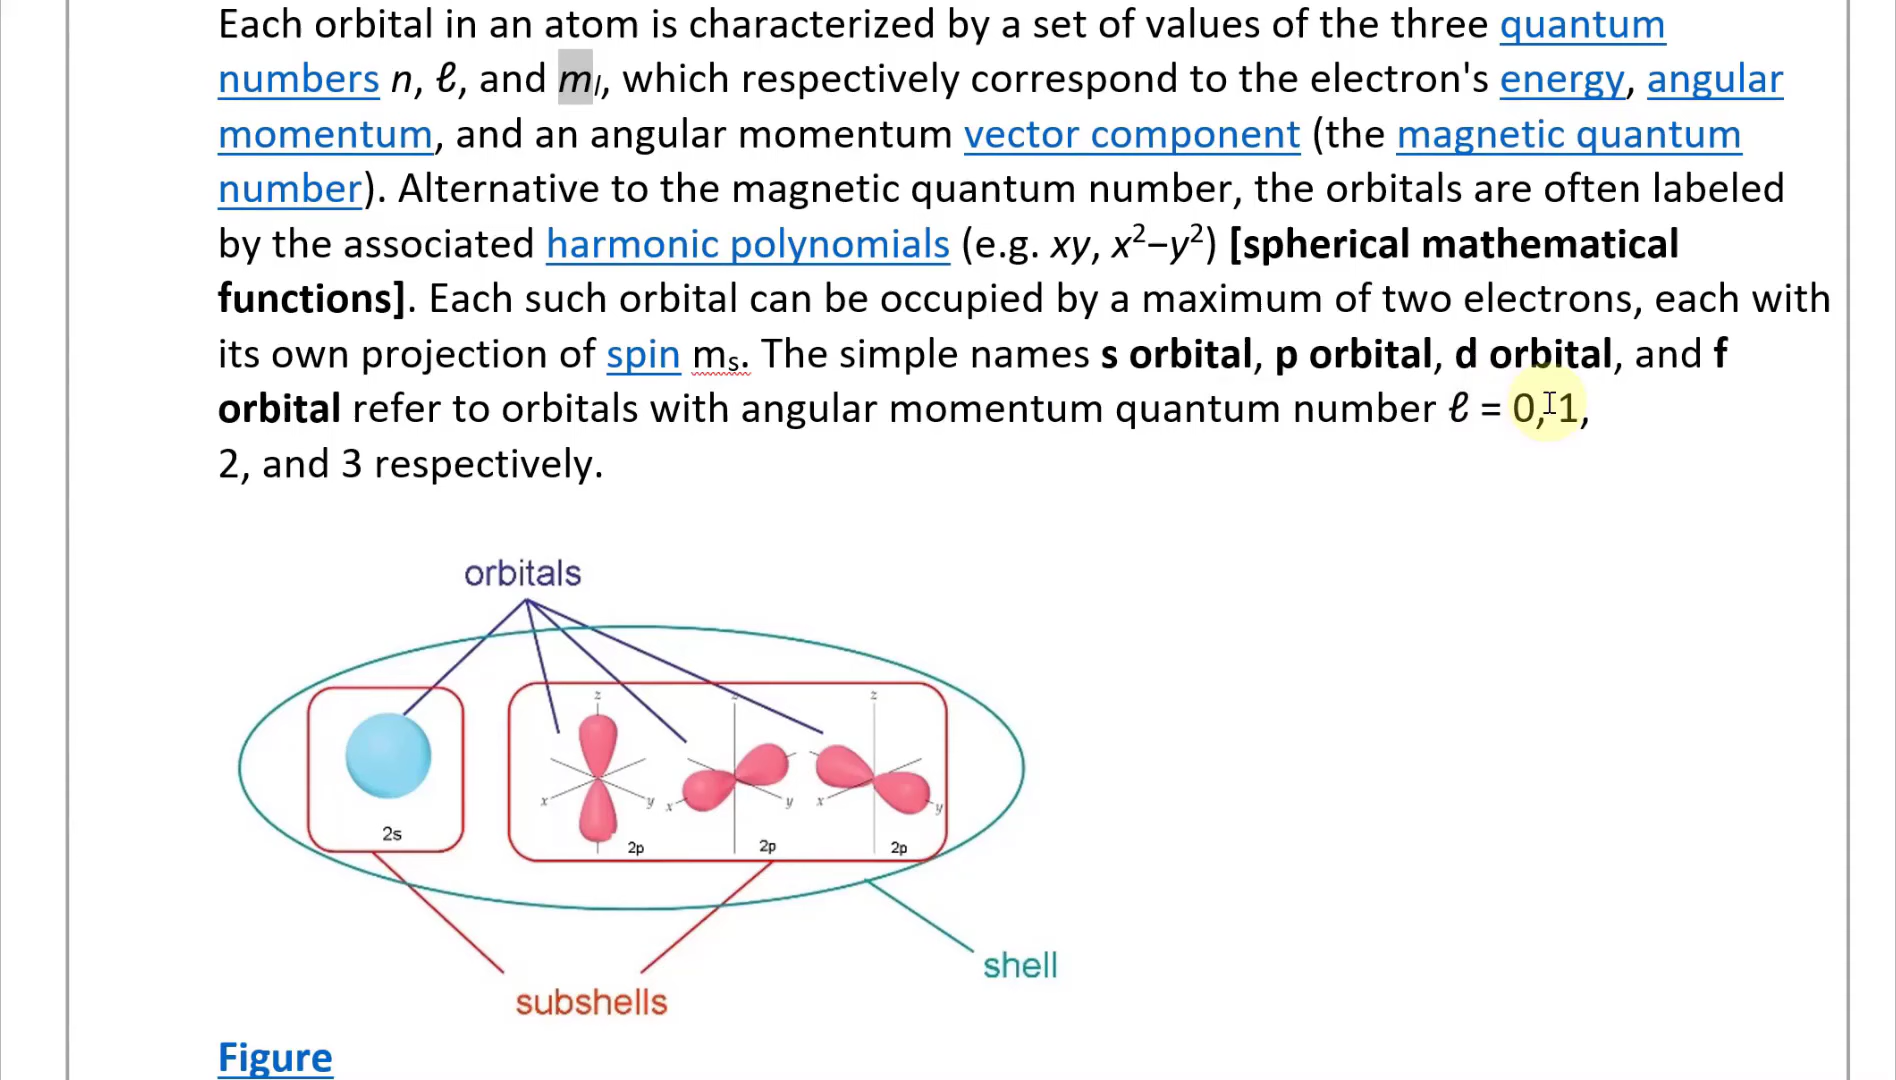 Each orbital in an atom is characterized by a set of values of the three quantum
numbers n, ℓ, and mₗ, which respectively correspond to the electron's energy, angular
momentum, and an angular momentum vector component (the magnetic quantum
number). Alternative to the magnetic quantum number, the orbitals are often labeled
by the associated harmonic polynomials (e.g. xy, x²−y²) [spherical mathematical
functions]. Each such orbital can be occupied by a maximum of two electrons, each with
its own projection of spin mₛ. The simple names s orbital, p orbital, d orbital, and f
orbital refer to orbitals with angular momentum quantum number ℓ = 0, 1,
2, and 3 respectively.
orbitals
z z z
x y x y x y
2s
2p 2p 2p
shell
subshells
Figure